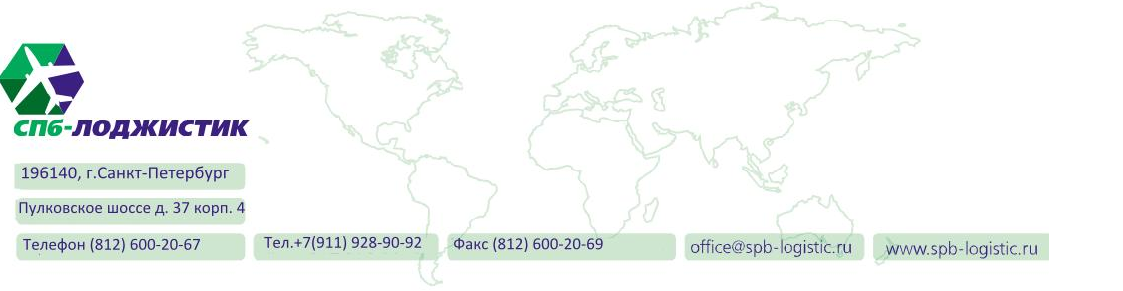 СПб-ЛОДЖИСТИК
196140, г.Санкт-Петербург
Пулковское шоссе д. 37 корп. 4
Телефон (812) 600-20-67
Тел.+7(911) 928-90-92
Факс (812) 600-20-69
office@spb-logistic.ru
www.spb-logistic.ru